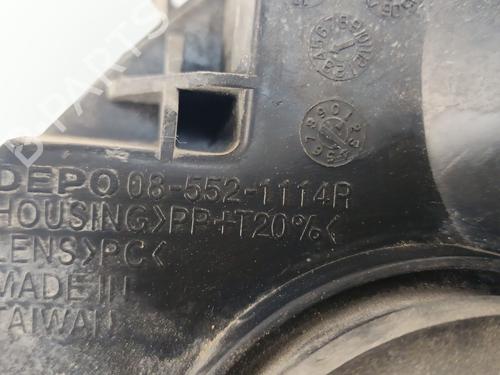 DEPO 08-552-1114R
HOUSING>PP+T20%<
LENS>PC<
MADE IN
TAIWAN